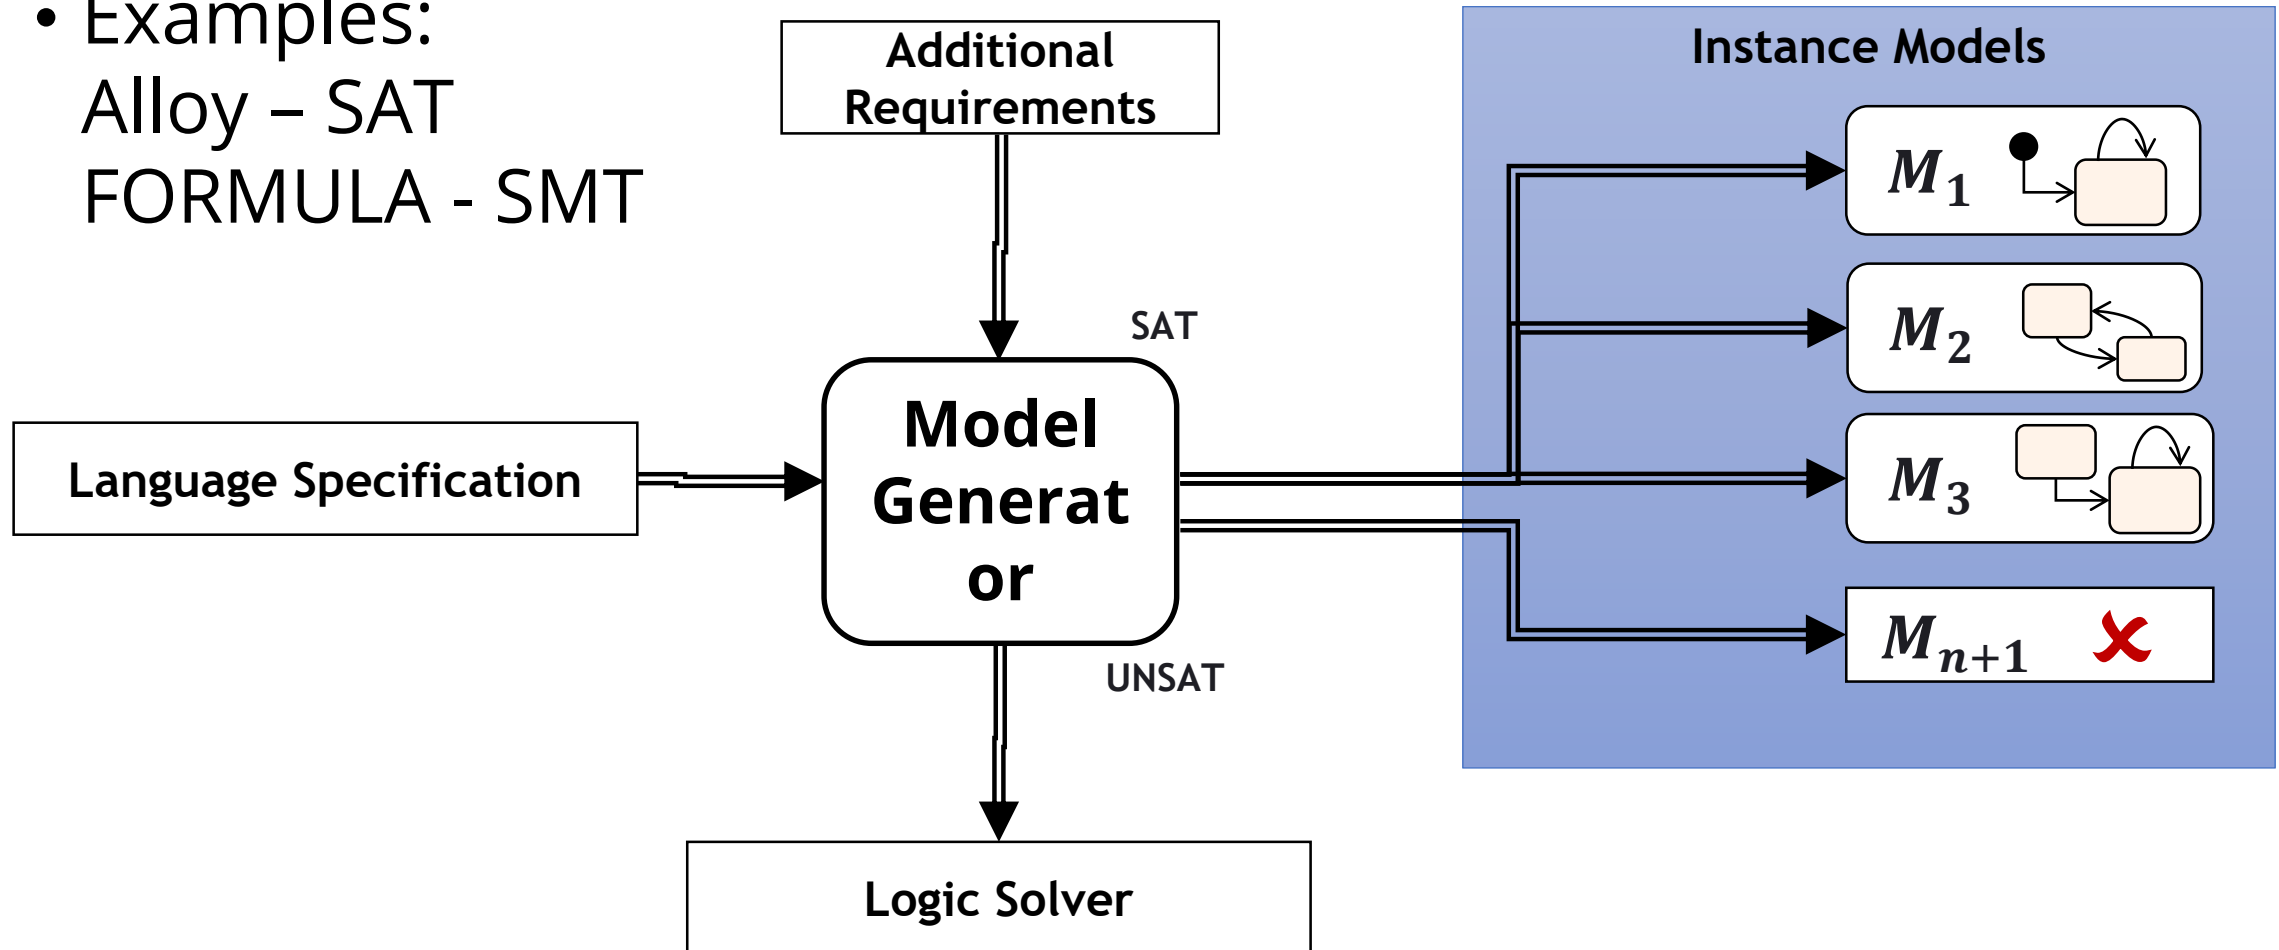 • Examples:
Alloy – SAT
FORMULA - SMT
Additional
Requirements
Instance Models
M1
SAT
M2
Model
Generat
or
Language Specification
M3
Mn+1
UNSAT
Logic Solver